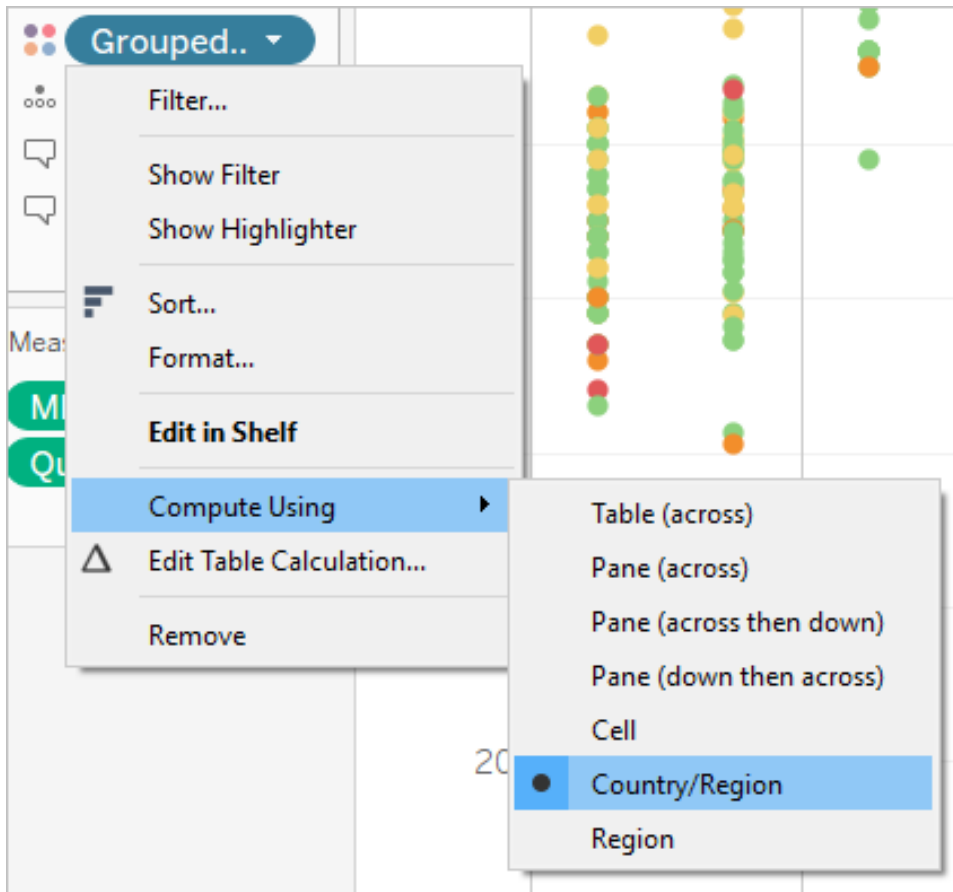 Grouped..
Filter...
Show Filter
Show Highlighter
Sort...
Format...
Edit in Shelf
Compute Using
Edit Table Calculation...
Remove
Table (across)
Pane (across)
Pane (across then down)
Pane (down then across)
Cell
Country/Region
Region
20